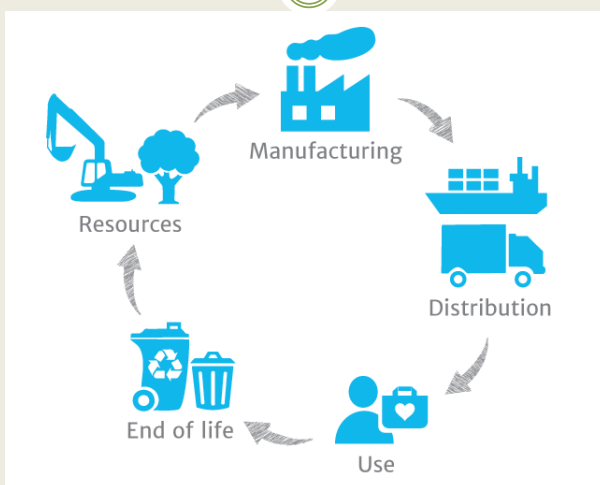 Manufacturing
Resources
Distribution
End of life
Use